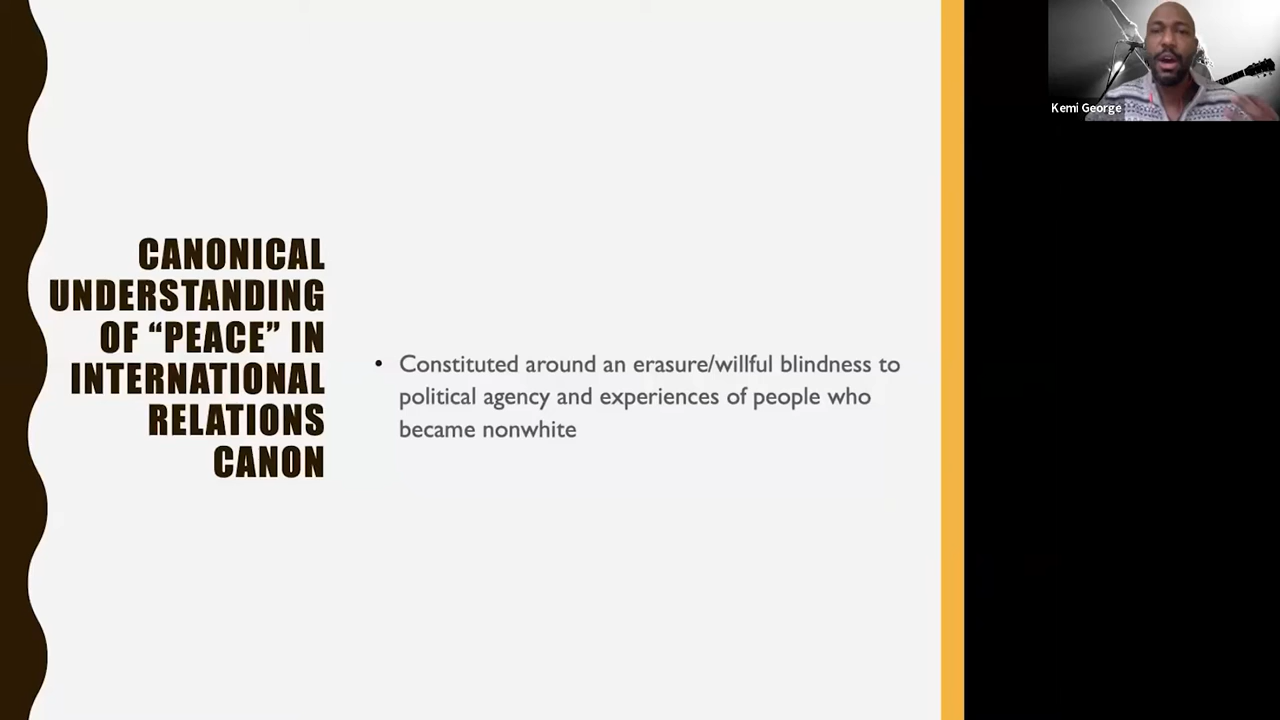 CANONICAL
UNDERSTANDING
OF “PEACE” IN
INTERNATIONAL
RELATIONS
CANON
• Constituted around an erasure/willful blindness to
political agency and experiences of people who
became nonwhite
Kemi George